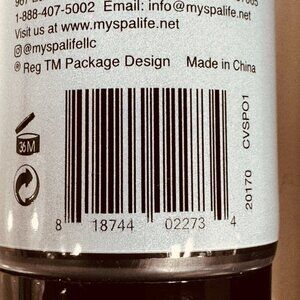 1-888-407-5002 Email: info@myspalife.net
Visit us at www.myspalife.net
@myspalifellc
® Reg TM Package Design Made in China
36M
CVSPO1
20170
8 18744 02273 4